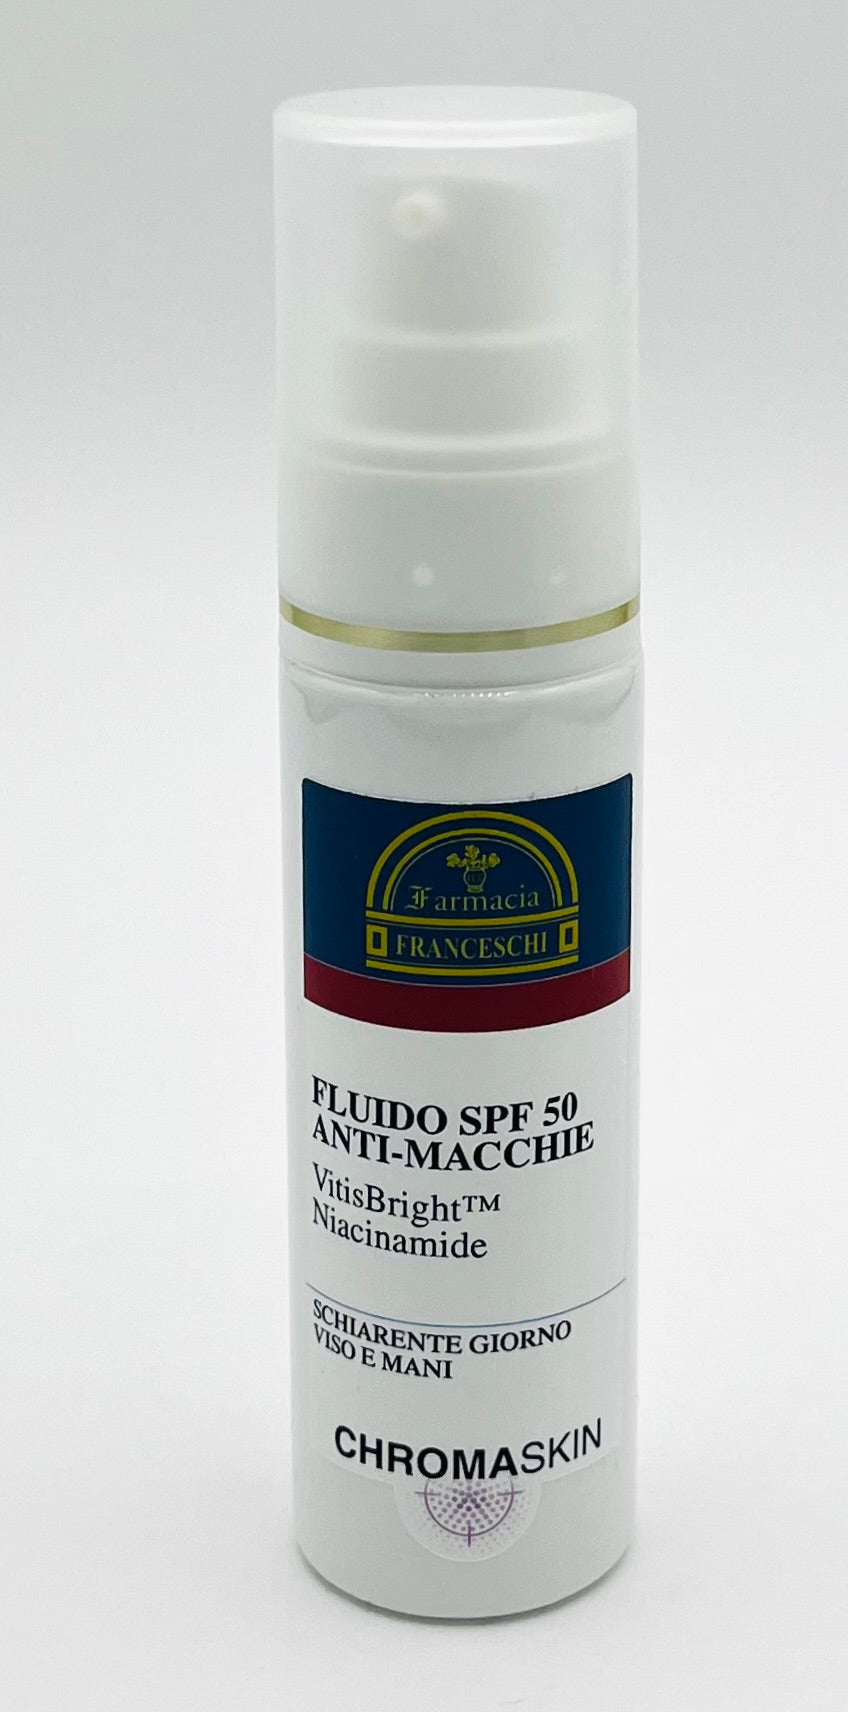 Farmacia
FRANCESCHI
FLUIDO SPF 50
ANTI-MACCHIE
VitisBright™
Niacinamide
SCHIARENTE GIORNO
VISO E MANI
CHROMASKIN